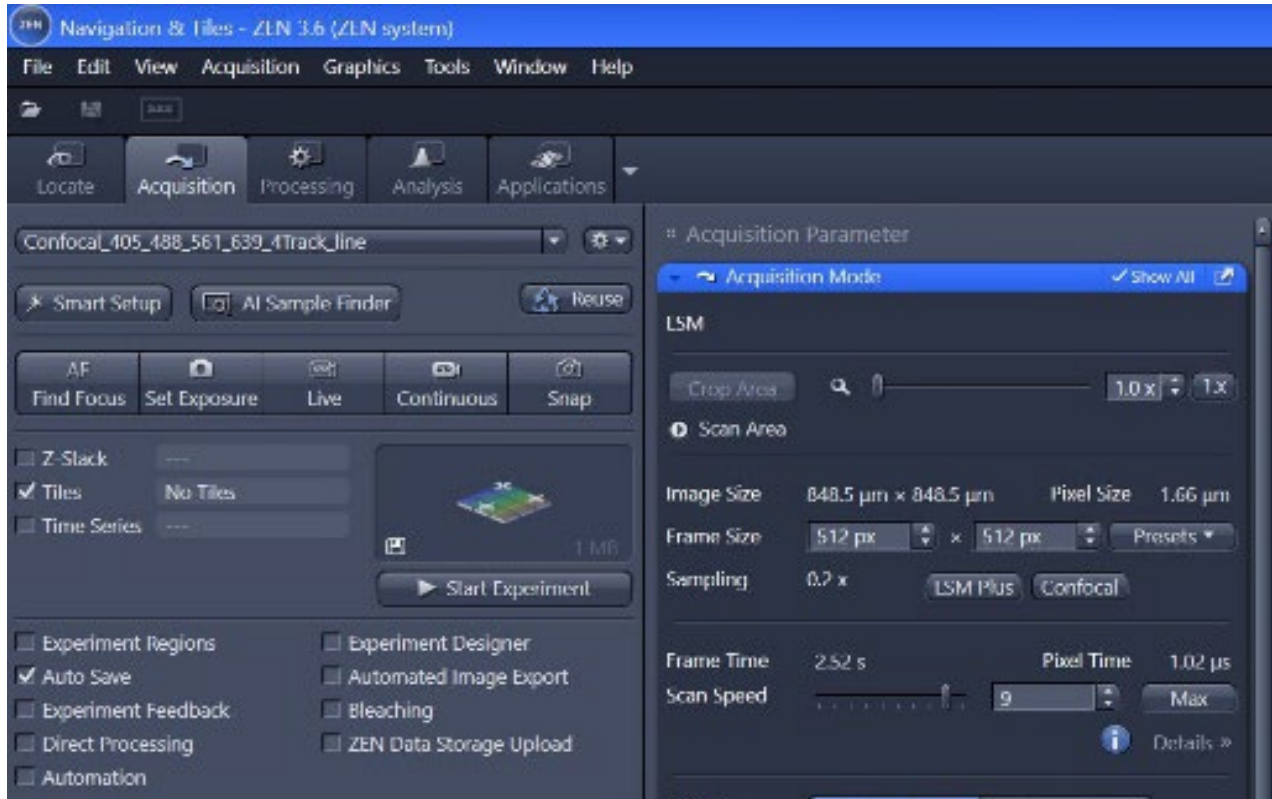 ZEN Navigation & Tiles - ZEN 3.6 (ZEN system)
File Edit View Acquisition Graphics Tools Window Help
Locate Acquisition Processing Analysis Applications
Confocal_405_488_561_639_4Track_line
Smart Setup AI Sample Finder Reuse
AF
Find Focus Set Exposure Live Continuous Snap
Z-Stack ---
Tiles No Tiles
Time Series ---
1 MB
Start Experiment
Experiment Regions Experiment Designer
Auto Save Automated Image Export
Experiment Feedback Bleaching
Direct Processing ZEN Data Storage Upload
Automation
Acquisition Parameter
Acquisition Mode Show All
LSM
Crop Area 1.0 x 1x
Scan Area
Image Size 848.5 µm × 848.5 µm Pixel Size 1.66 µm
Frame Size 512 px × 512 px Presets
Sampling 0.2 x LSM Plus Confocal
Frame Time 2.52 s Pixel Time 1.02 µs
Scan Speed 9 Max
Details »